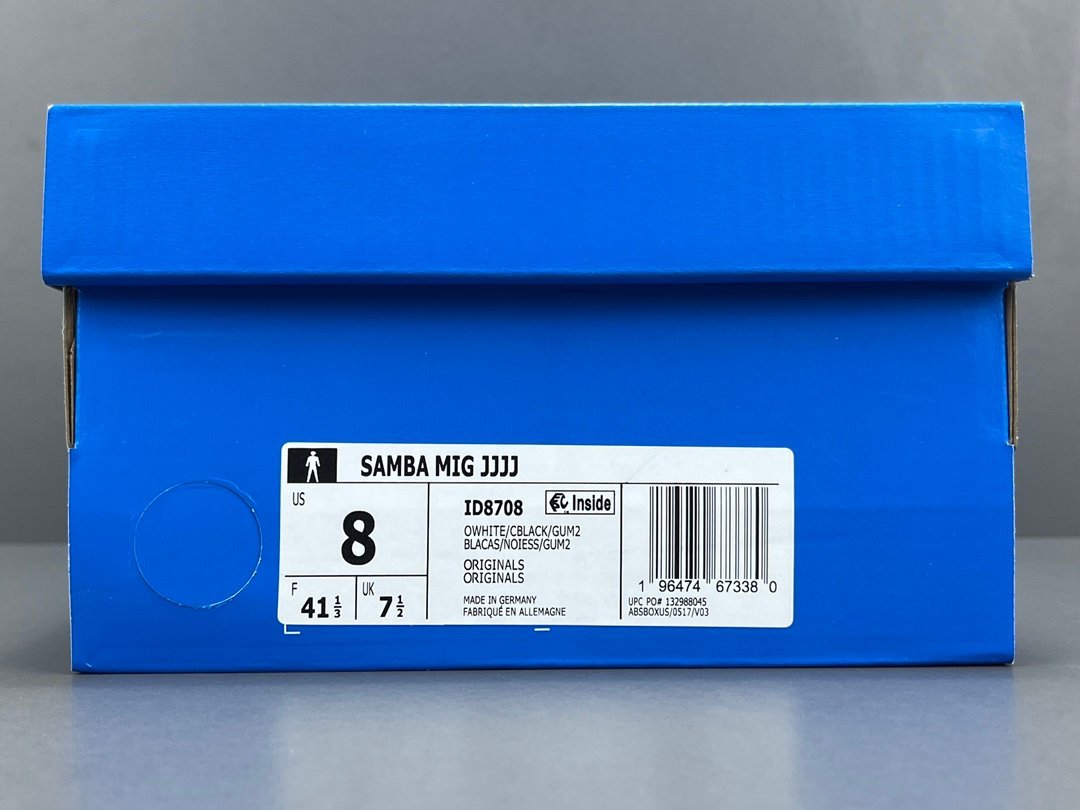 SAMBA MIG JJJJ
US
8
F
41 1/3
UK
7 1/2
ID8708
Inside
OWHITE/CBLACK/GUM2
BLACAS/NOIESS/GUM2
ORIGINALS
ORIGINALS
MADE IN GERMANY
FABRIQUÉ EN ALLEMAGNE
1 96474 67338 0
UPC PO# 132988045
ABSBOXUS/0517/V03